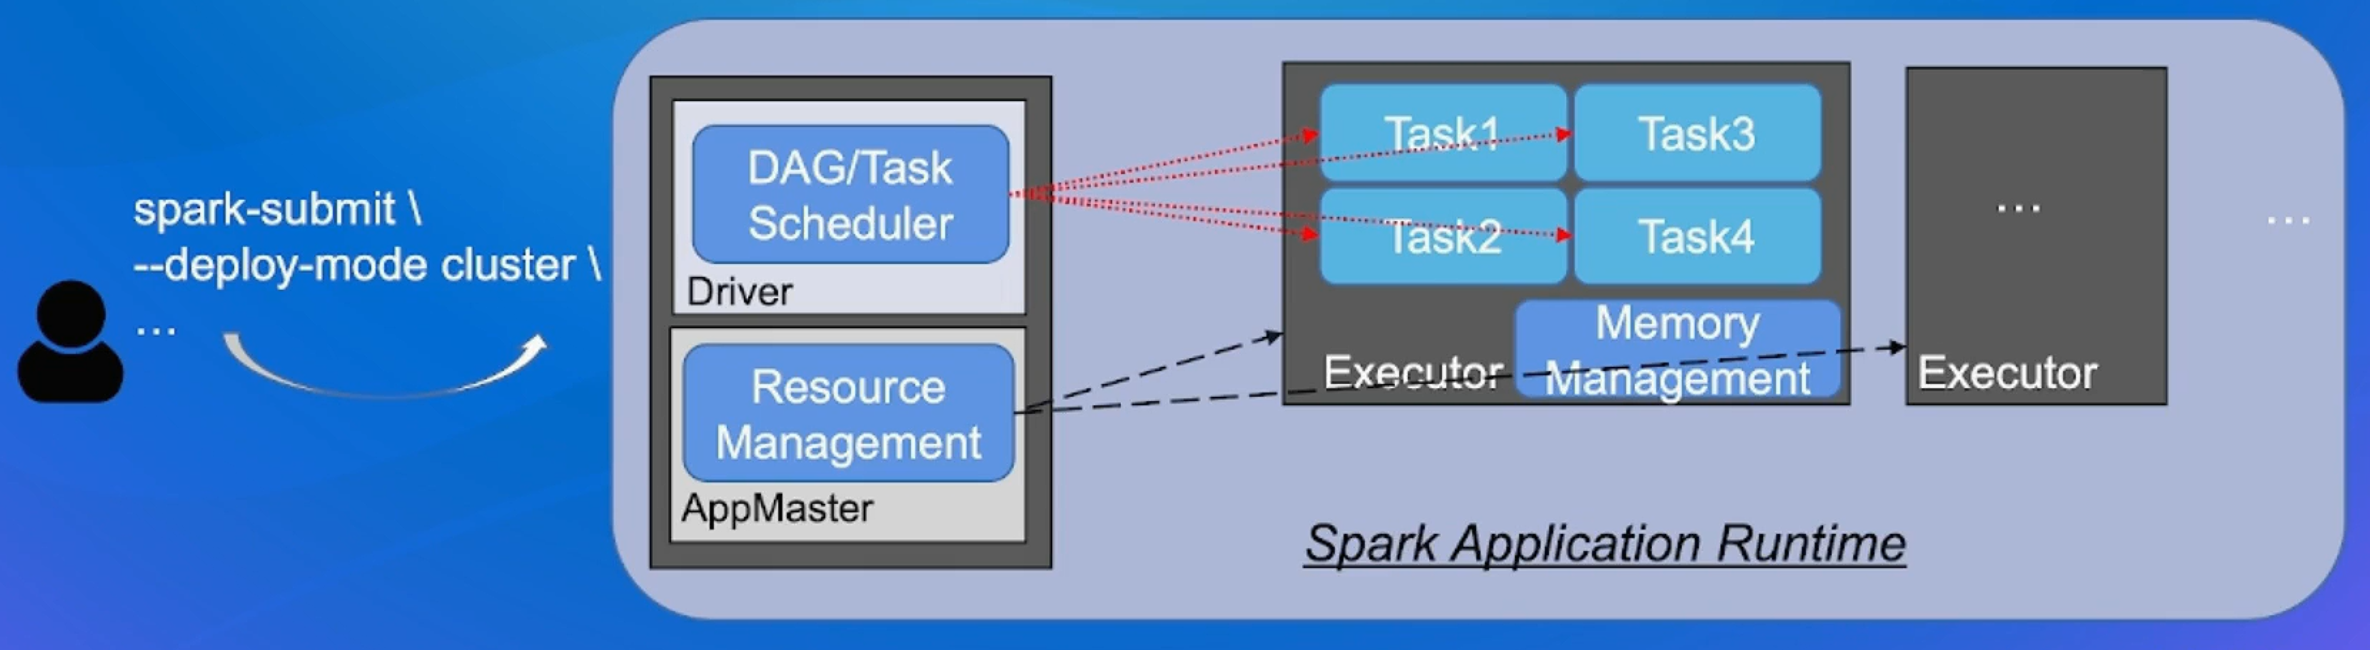 spark-submit \
--deploy-mode cluster \
...
DAG/Task
Scheduler
Driver
Resource
Management
AppMaster
Task1
Task3
Task2
Task4
Memory
Management
Executor
...
Executor
...
Spark Application Runtime